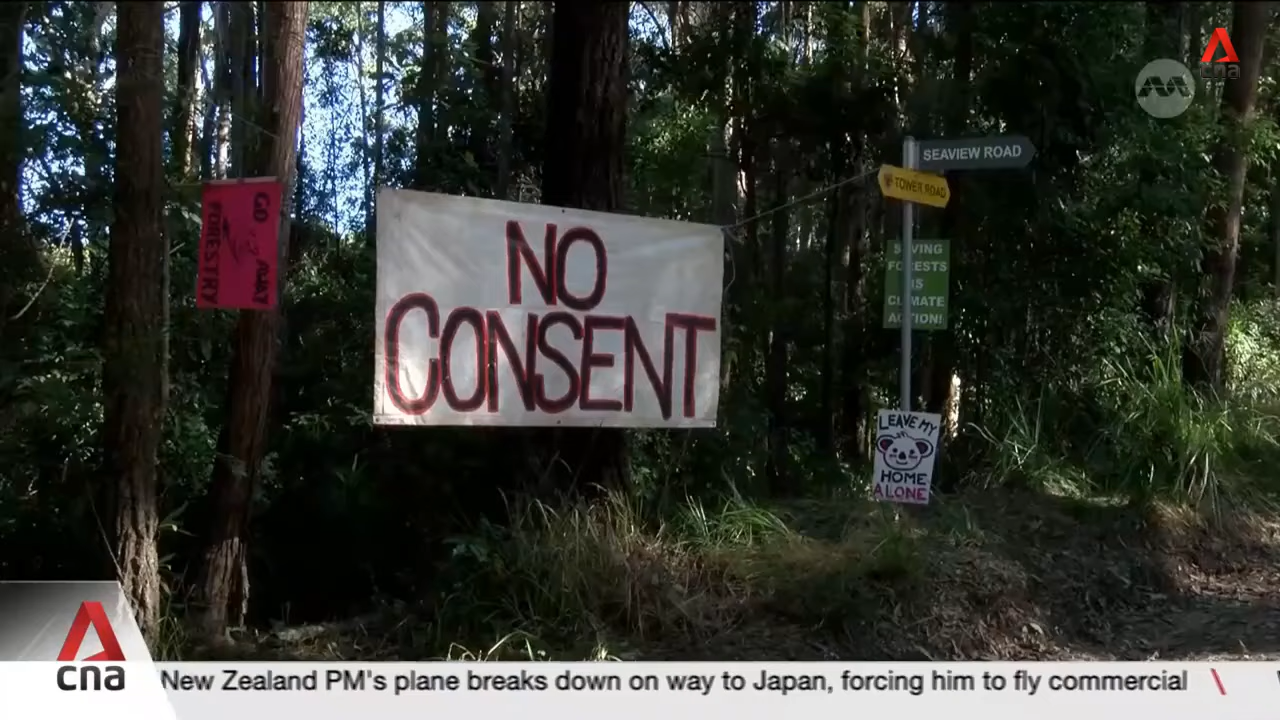 cna
SEAVIEW ROAD
TOWER ROAD
GO AWAY
FORESTRY
NO
CONSENT
SAVING
FORESTS
IS
CLIMATE
ACTION!
LEAVE MY
HOME
ALONE
cna
New Zealand PM's plane breaks down on way to Japan, forcing him to fly commercial